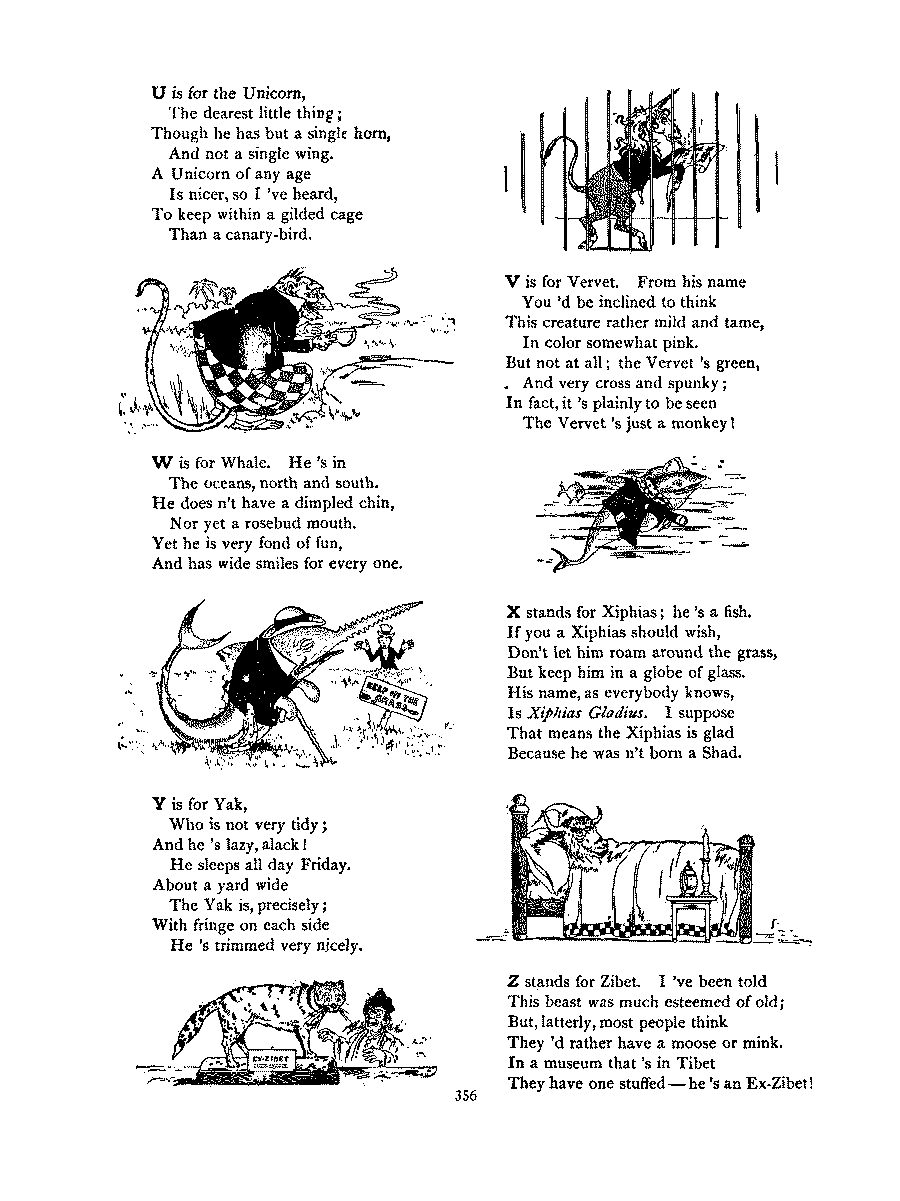 U is for the Unicorn,
The dearest little thing;
Though he has but a single horn,
And not a single wing.
A Unicorn of any age
Is nicer, so I 've heard,
To keep within a gilded cage
Than a canary-bird.
V is for Vervet. From his name
You 'd be inclined to think
This creature rather mild and tame,
In color somewhat pink.
But not at all; the Vervet 's green,
And very cross and spunky;
In fact, it 's plainly to be seen
The Vervet 's just a monkey!
W is for Whale. He 's in
The oceans, north and south.
He does n't have a dimpled chin,
Nor yet a rosebud mouth.
Yet he is very fond of fun,
And has wide smiles for every one.
X stands for Xiphias; he 's a fish.
If you a Xiphias should wish,
Don't let him roam around the grass,
But keep him in a globe of glass.
His name, as everybody knows,
Is Xiphias Gladius. I suppose
That means the Xiphias is glad
Because he was n't born a Shad.
KEEP OFF THE
GRASS
Y is for Yak,
Who is not very tidy;
And he 's lazy, alack!
He sleeps all day Friday.
About a yard wide
The Yak is, precisely;
With fringe on each side
He 's trimmed very nicely.
Z stands for Zibet. I 've been told
This beast was much esteemed of old;
But, latterly, most people think
They 'd rather have a moose or mink.
In a museum that 's in Tibet
They have one stuffed—he 's an Ex-Zibet!
EX-ZIBET
356